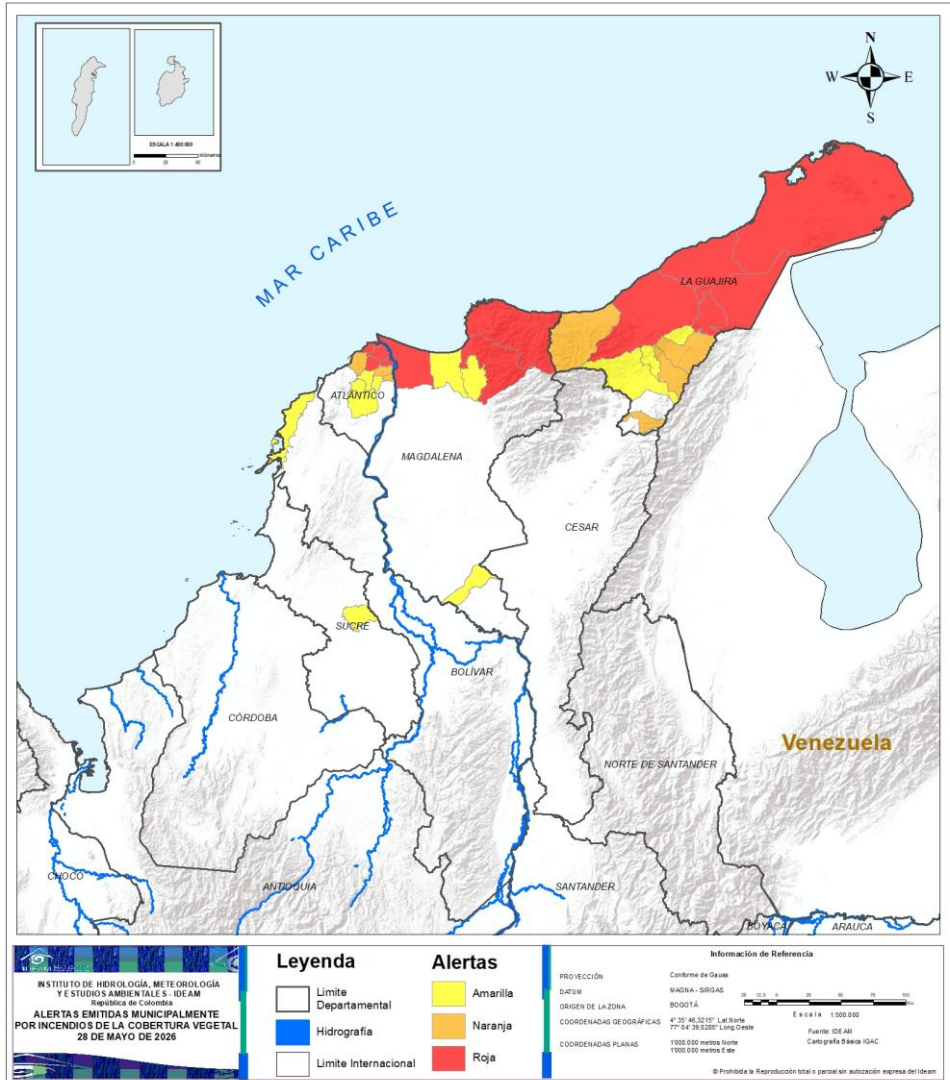 ESCALA 1:400.000
Kilómetros
N
W
E
S
MAR CARIBE
LA GUAJIRA
ATLÁNTICO
MAGDALENA
CESAR
SUCRE
BOLÍVAR
CÓRDOBA
NORTE DE SANTANDER
Venezuela
CHOCÓ
ANTIOQUIA
SANTANDER
BOYACÁ
ARAUCA
IDEAM
INSTITUTO DE HIDROLOGÍA, METEOROLOGÍA
Y ESTUDIOS AMBIENTALES - IDEAM
República de Colombia
ALERTAS EMITIDAS MUNICIPALMENTE
POR INCENDIOS DE LA COBERTURA VEGETAL
28 DE MAYO DE 2026
Leyenda
Limite
Departamental
Hidrografía
Limite Internacional
Alertas
Amarilla
Naranja
Roja
Información de Referencia
PROYECCIÓN Conforme de Gauss
DATUM MAGNA - SIRGAS
ORIGEN DE LA ZONA BOGOTÁ
COORDENADAS GEOGRÁFICAS 4° 35' 46,3215" Lat.Norte
77° 04' 39,0285" Long.Oeste
COORDENADAS PLANAS 1'000.000 metros Norte
1'000.000 metros Este
Escala 1:500.000
Fuente: IDEAM
Cartografía Básica IGAC
© Prohibida la Reproducción total o parcial sin autozación expresa del Ideam